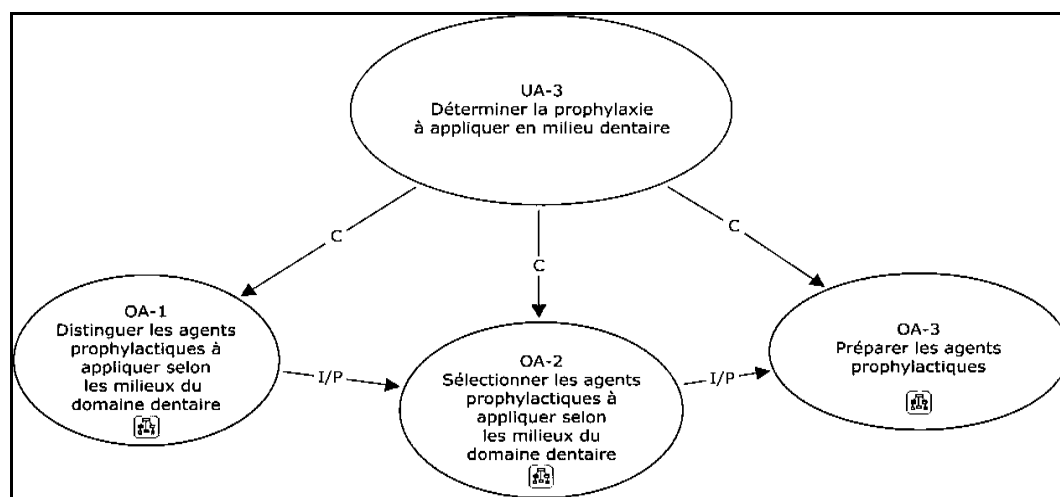 UA-3
Déterminer la prophylaxie
à appliquer en milieu dentaire
C
C
C
OA-1
Distinguer les agents
prophylactiques à
appliquer selon
les milieux du
domaine dentaire
I/P
OA-2
Sélectionner les agents
prophylactiques à
appliquer selon
les milieux du
domaine dentaire
I/P
OA-3
Préparer les agents
prophylactiques